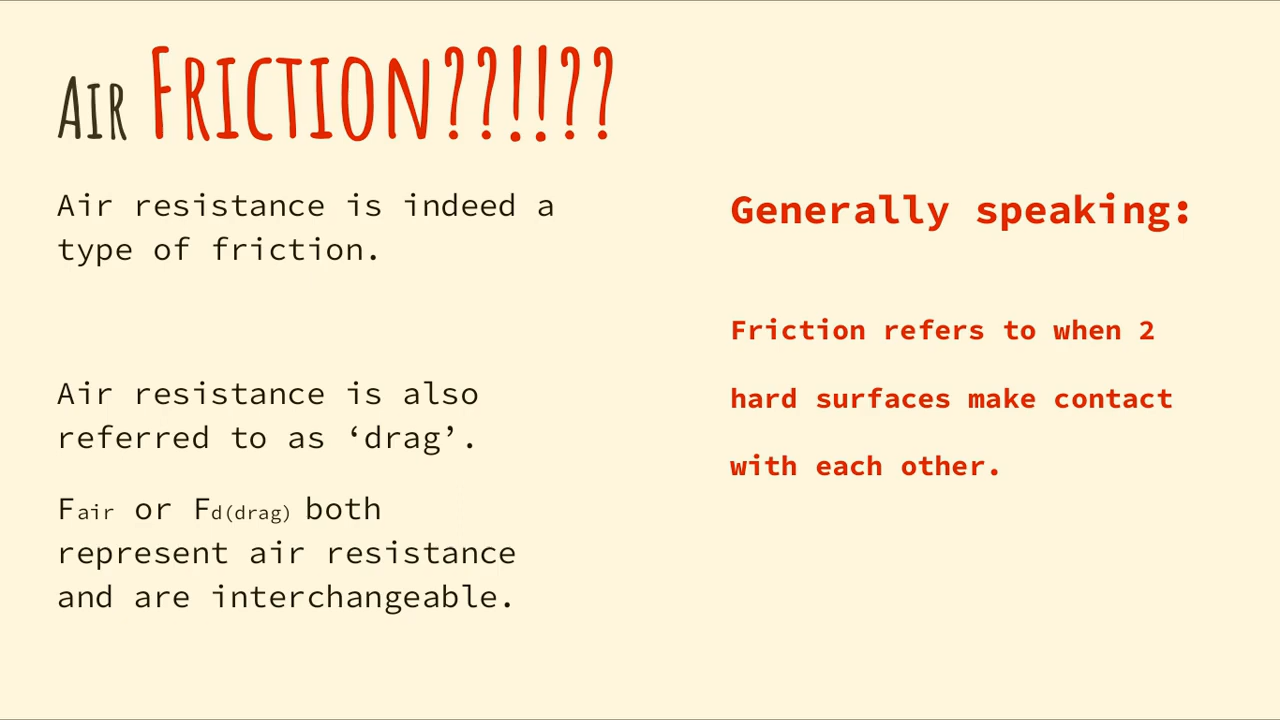 AIR FRICTION??!!??
Air resistance is indeed a
type of friction.
Air resistance is also
referred to as ‘drag’.
Fair or Fd(drag) both
represent air resistance
and are interchangeable.
Generally speaking:
Friction refers to when 2
hard surfaces make contact
with each other.